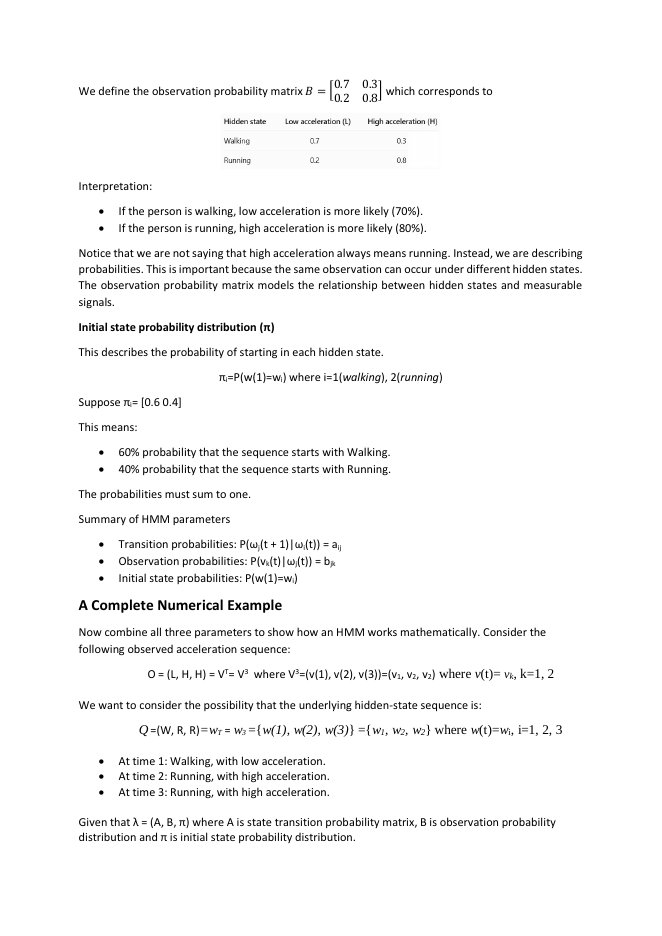 We define the observation probability matrix B = [0.7 0.3
0.2 0.8] which corresponds to
Hidden state Low acceleration (L) High acceleration (H)
Walking 0.7 0.3
Running 0.2 0.8
Interpretation:
• If the person is walking, low acceleration is more likely (70%).
• If the person is running, high acceleration is more likely (80%).
Notice that we are not saying that high acceleration always means running. Instead, we are describing
probabilities. This is important because the same observation can occur under different hidden states.
The observation probability matrix models the relationship between hidden states and measurable
signals.
Initial state probability distribution (π)
This describes the probability of starting in each hidden state.
πᵢ=P(w(1)=wᵢ) where i=1(walking), 2(running)
Suppose πᵢ= [0.6 0.4]
This means:
• 60% probability that the sequence starts with Walking.
• 40% probability that the sequence starts with Running.
The probabilities must sum to one.
Summary of HMM parameters
• Transition probabilities: P(ωⱼ(t + 1)|ωᵢ(t)) = aᵢⱼ
• Observation probabilities: P(vₖ(t)|ωⱼ(t)) = bⱼₖ
• Initial state probabilities: P(w(1)=wᵢ)
A Complete Numerical Example
Now combine all three parameters to show how an HMM works mathematically. Consider the
following observed acceleration sequence:
O = (L, H, H) = Vᵀ= V³ where V³=(v(1), v(2), v(3))=(v₁, v₂, v₂) where v(t)= vₖ, k=1, 2
We want to consider the possibility that the underlying hidden-state sequence is:
Q =(W, R, R)=w_T = w₃ ={w(1), w(2), w(3)} ={w₁, w₂, w₂} where w(t)=wᵢ, i=1, 2, 3
• At time 1: Walking, with low acceleration.
• At time 2: Running, with high acceleration.
• At time 3: Running, with high acceleration.
Given that λ = (A, B, π) where A is state transition probability matrix, B is observation probability
distribution and π is initial state probability distribution.